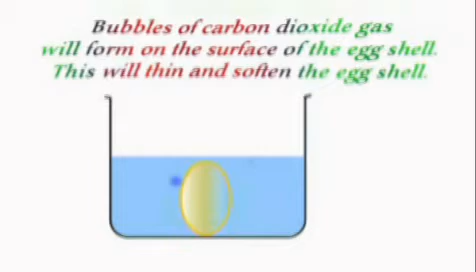 Bubbles of carbon dioxide gas
will form on the surface of the egg shell.
This will thin and soften the egg shell.